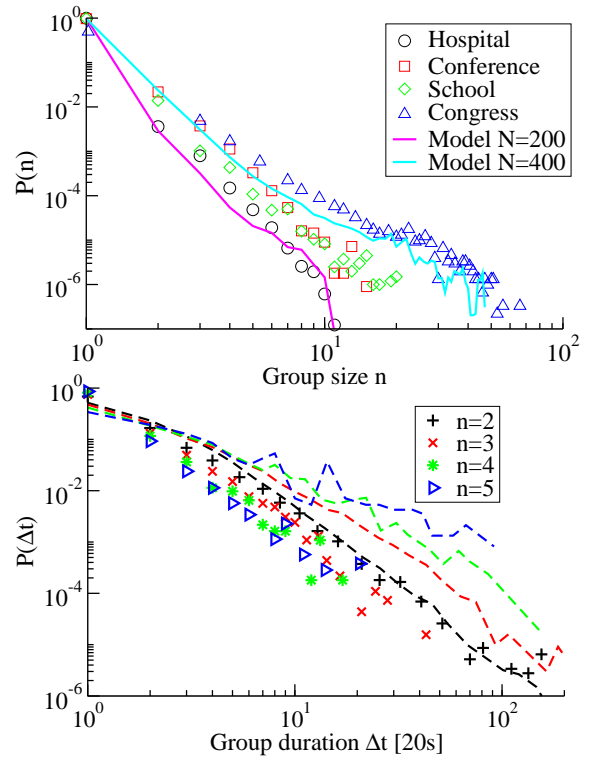 10^0
10^-2
10^-4
10^-6
P(n)
Hospital
Conference
School
Congress
Model N=200
Model N=400
10^0
10^1
10^2
Group size n
10^0
10^-2
10^-4
10^-6
P(Δt)
n=2
n=3
n=4
n=5
10^0
10^1
10^2
Group duration Δt [20s]